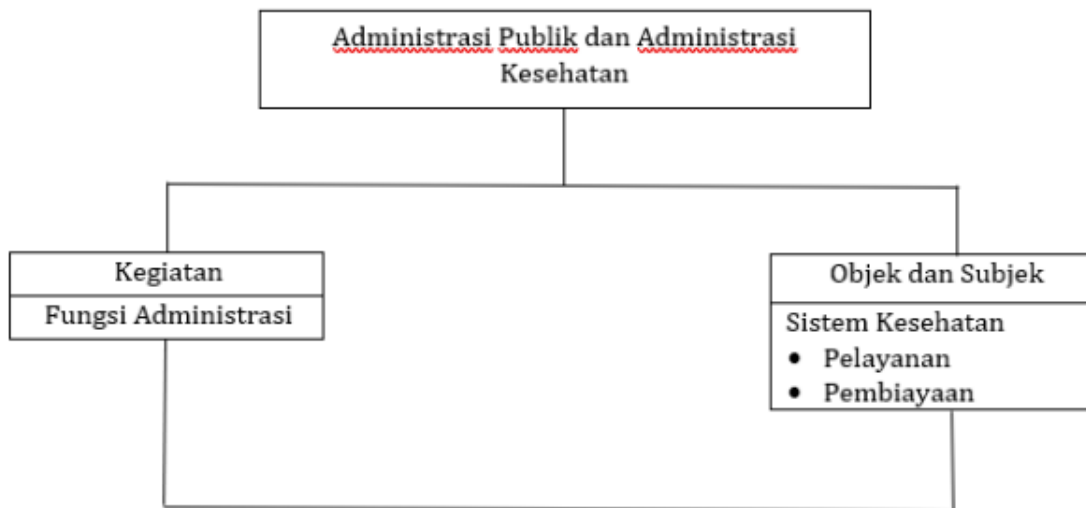 Administrasi Publik dan Administrasi
Kesehatan
Kegiatan
Fungsi Administrasi
Objek dan Subjek
Sistem Kesehatan
• Pelayanan
• Pembiayaan